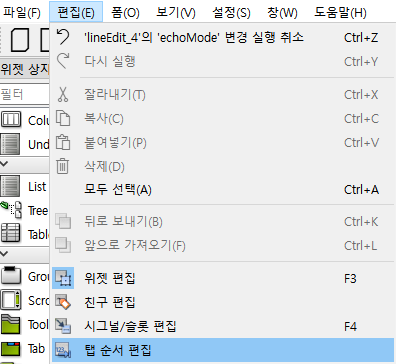 파일(F) 편집(E) 폼(O) 보기(V) 설정(S) 창(W) 도움말(H)
'lineEdit_4'의 'echoMode' 변경 실행 취소 Ctrl+Z
다시 실행 Ctrl+Y
위젯 상자
필터
잘라내기(T) Ctrl+X
복사(C) Ctrl+C
붙여넣기(P) Ctrl+V
삭제(D)
모두 선택(A) Ctrl+A
뒤로 보내기(B) Ctrl+K
앞으로 가져오기(F) Ctrl+L
위젯 편집 F3
친구 편집
시그널/슬롯 편집 F4
탭 순서 편집
Colu
Und
List
Tree
Table
Grou
Scro
Tool
Tab